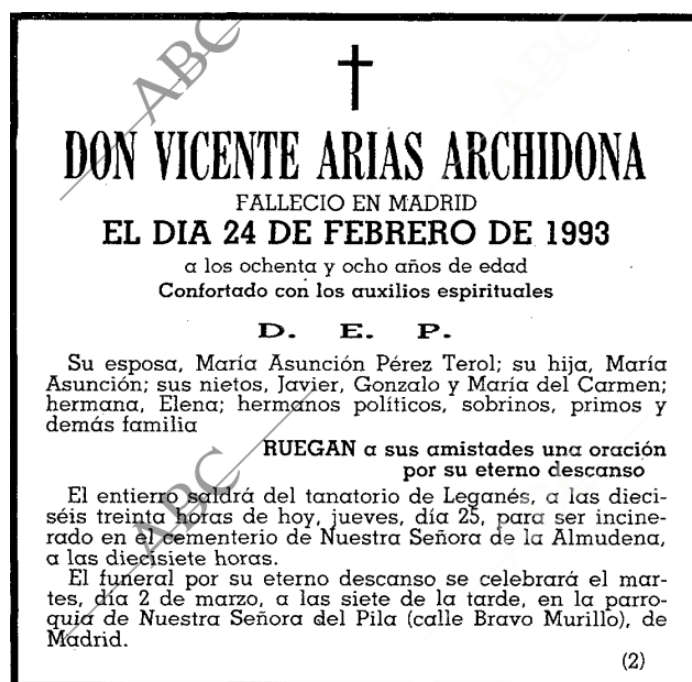 DON VICENTE ARIAS ARCHIDONA
FALLECIO EN MADRID
EL DIA 24 DE FEBRERO DE 1993
a los ochenta y ocho años de edad
Confortado con los auxilios espirituales
D. E. P.
Su esposa, María Asunción Pérez Terol; su hija, María
Asunción; sus nietos, Javier, Gonzalo y María del Carmen;
hermana, Elena; hermanos políticos, sobrinos, primos y
demás familia
RUEGAN a sus amistades una oración
por su eterno descanso
El entierro saldrá del tanatorio de Leganés, a las dieci-
séis treinta horas de hoy, jueves, día 25, para ser incine-
rado en el cementerio de Nuestra Señora de la Almudena,
a las diecisiete horas.
El funeral por su eterno descanso se celebrará el mar-
tes, día 2 de marzo, a las siete de la tarde, en la parro-
quia de Nuestra Señora del Pila (calle Bravo Murillo), de
Madrid.
(2)
ABC
ABC